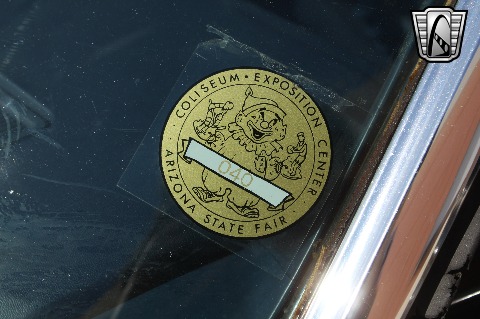 COLISEUM • EXPOSITION CENTER
040
ARIZONA STATE FAIR